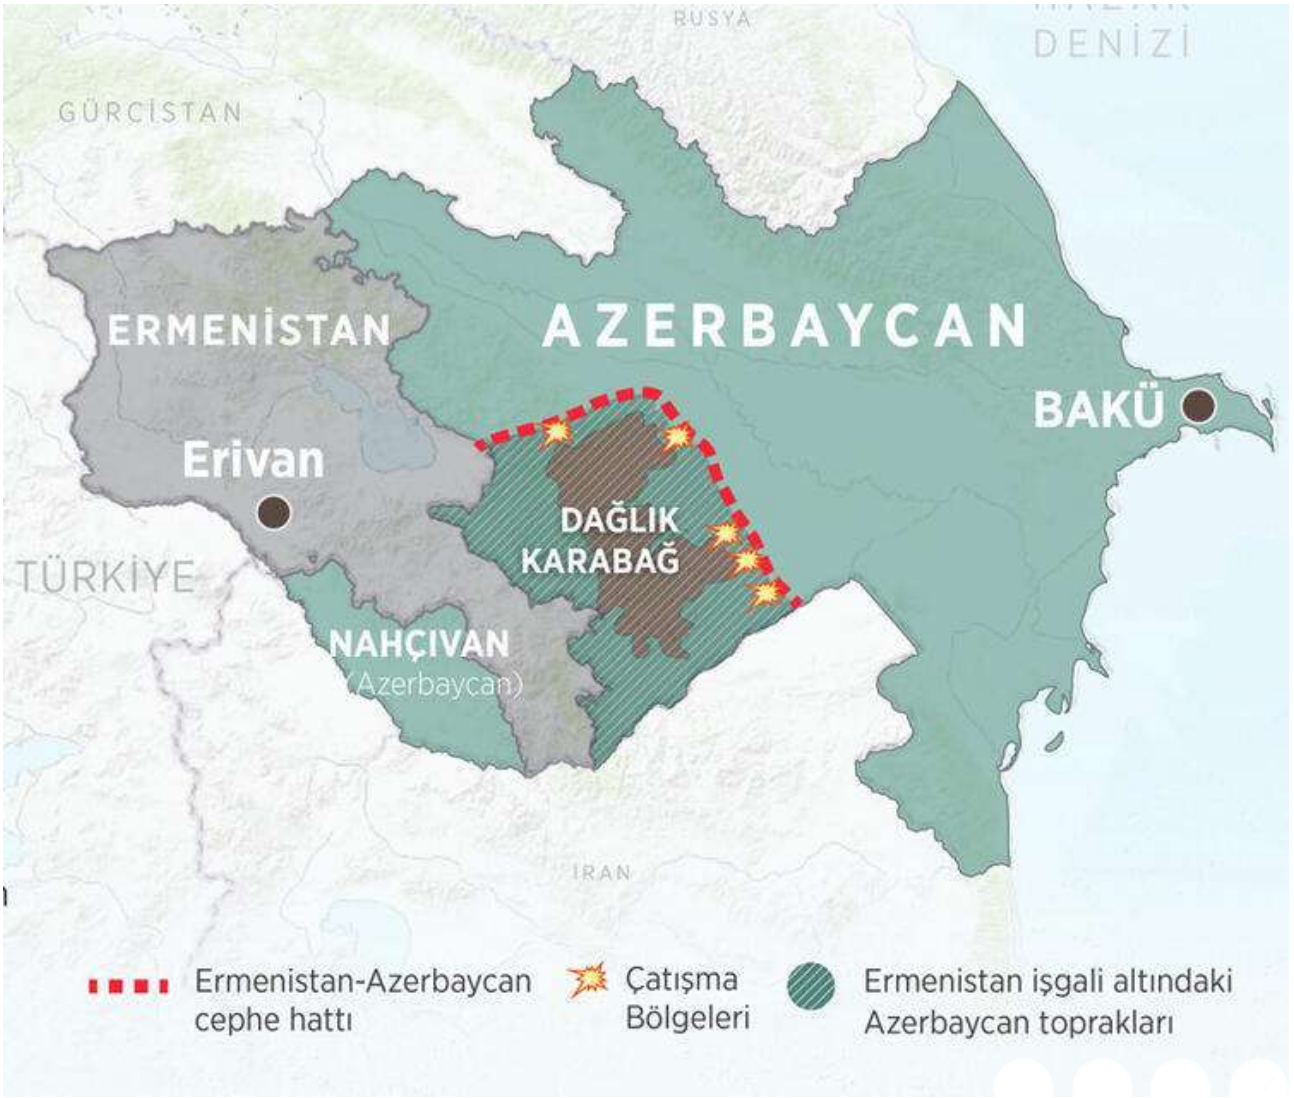 RUSYA
HAZAR
DENİZİ
GÜRCİSTAN
ERMENİSTAN
AZERBAYCAN
BAKÜ
Erivan
DAĞLIK
KARABAĞ
TÜRKİYE
NAHÇIVAN
(Azerbaycan)
İRAN
Ermenistan-Azerbaycan
cephe hattı
Çatışma
Bölgeleri
Ermenistan işgali altındaki
Azerbaycan toprakları